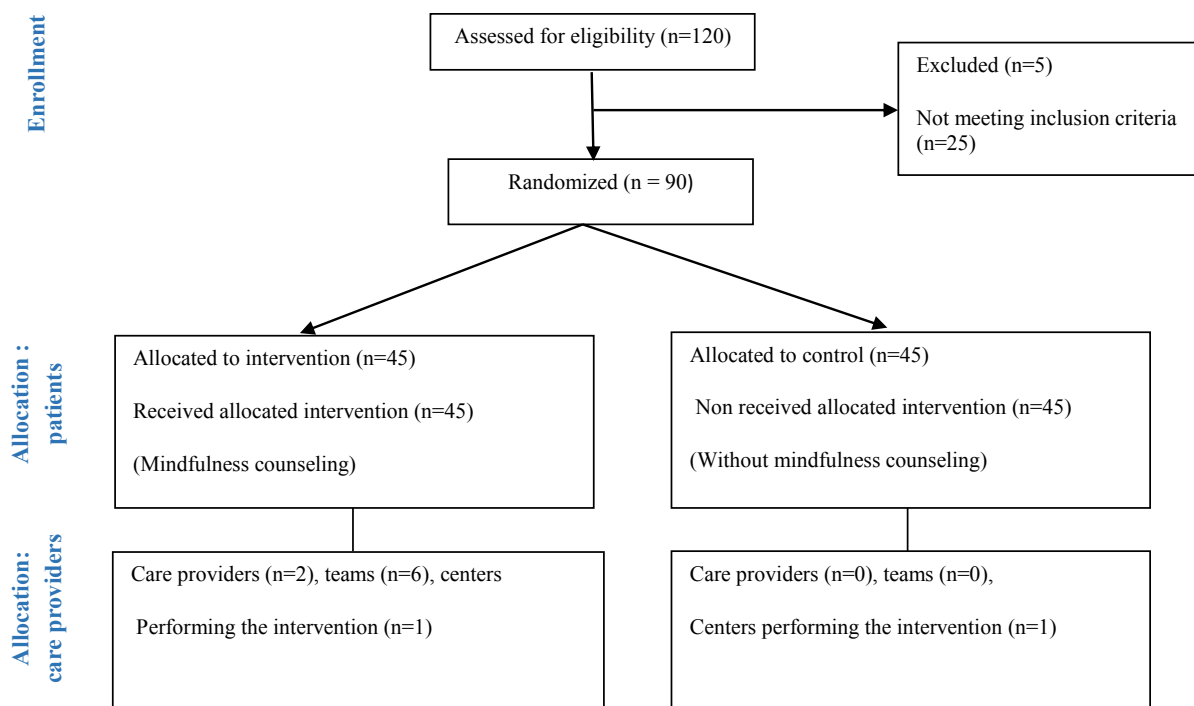 Enrollment
Assessed for eligibility (n=120)
Excluded (n=5)
Not meeting inclusion criteria
(n=25)
Randomized (n = 90)
Allocation :
patients
Allocated to intervention (n=45)
Received allocated intervention (n=45)
(Mindfulness counseling)
Allocated to control (n=45)
Non received allocated intervention (n=45)
(Without mindfulness counseling)
Allocation:
care providers
Care providers (n=2), teams (n=6), centers
Performing the intervention (n=1)
Care providers (n=0), teams (n=0),
Centers performing the intervention (n=1)